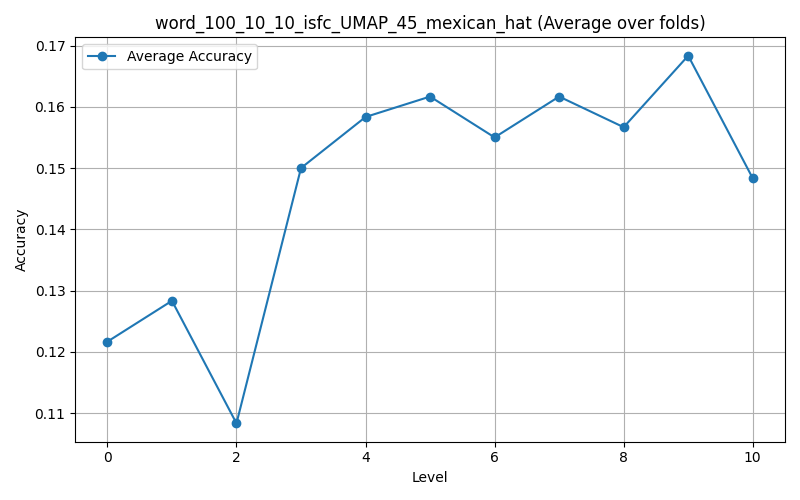 word_100_10_10_isfc_UMAP_45_mexican_hat (Average over folds)
Average Accuracy
0.17
0.16
0.15
0.14
0.13
0.12
0.11
Accuracy
0 2 4 6 8 10
Level